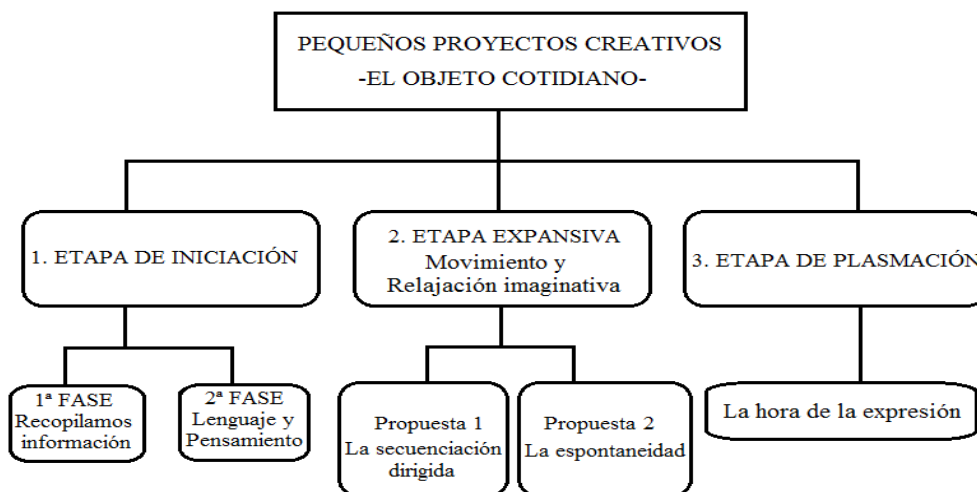 PEQUEÑOS PROYECTOS CREATIVOS
-EL OBJETO COTIDIANO-
1. ETAPA DE INICIACIÓN
2. ETAPA EXPANSIVA
Movimiento y
Relajación imaginativa
3. ETAPA DE PLASMACIÓN
1ª FASE
Recopilamos
información
2ª FASE
Lenguaje y
Pensamiento
Propuesta 1
La secuenciación
dirigida
Propuesta 2
La espontaneidad
La hora de la expresión